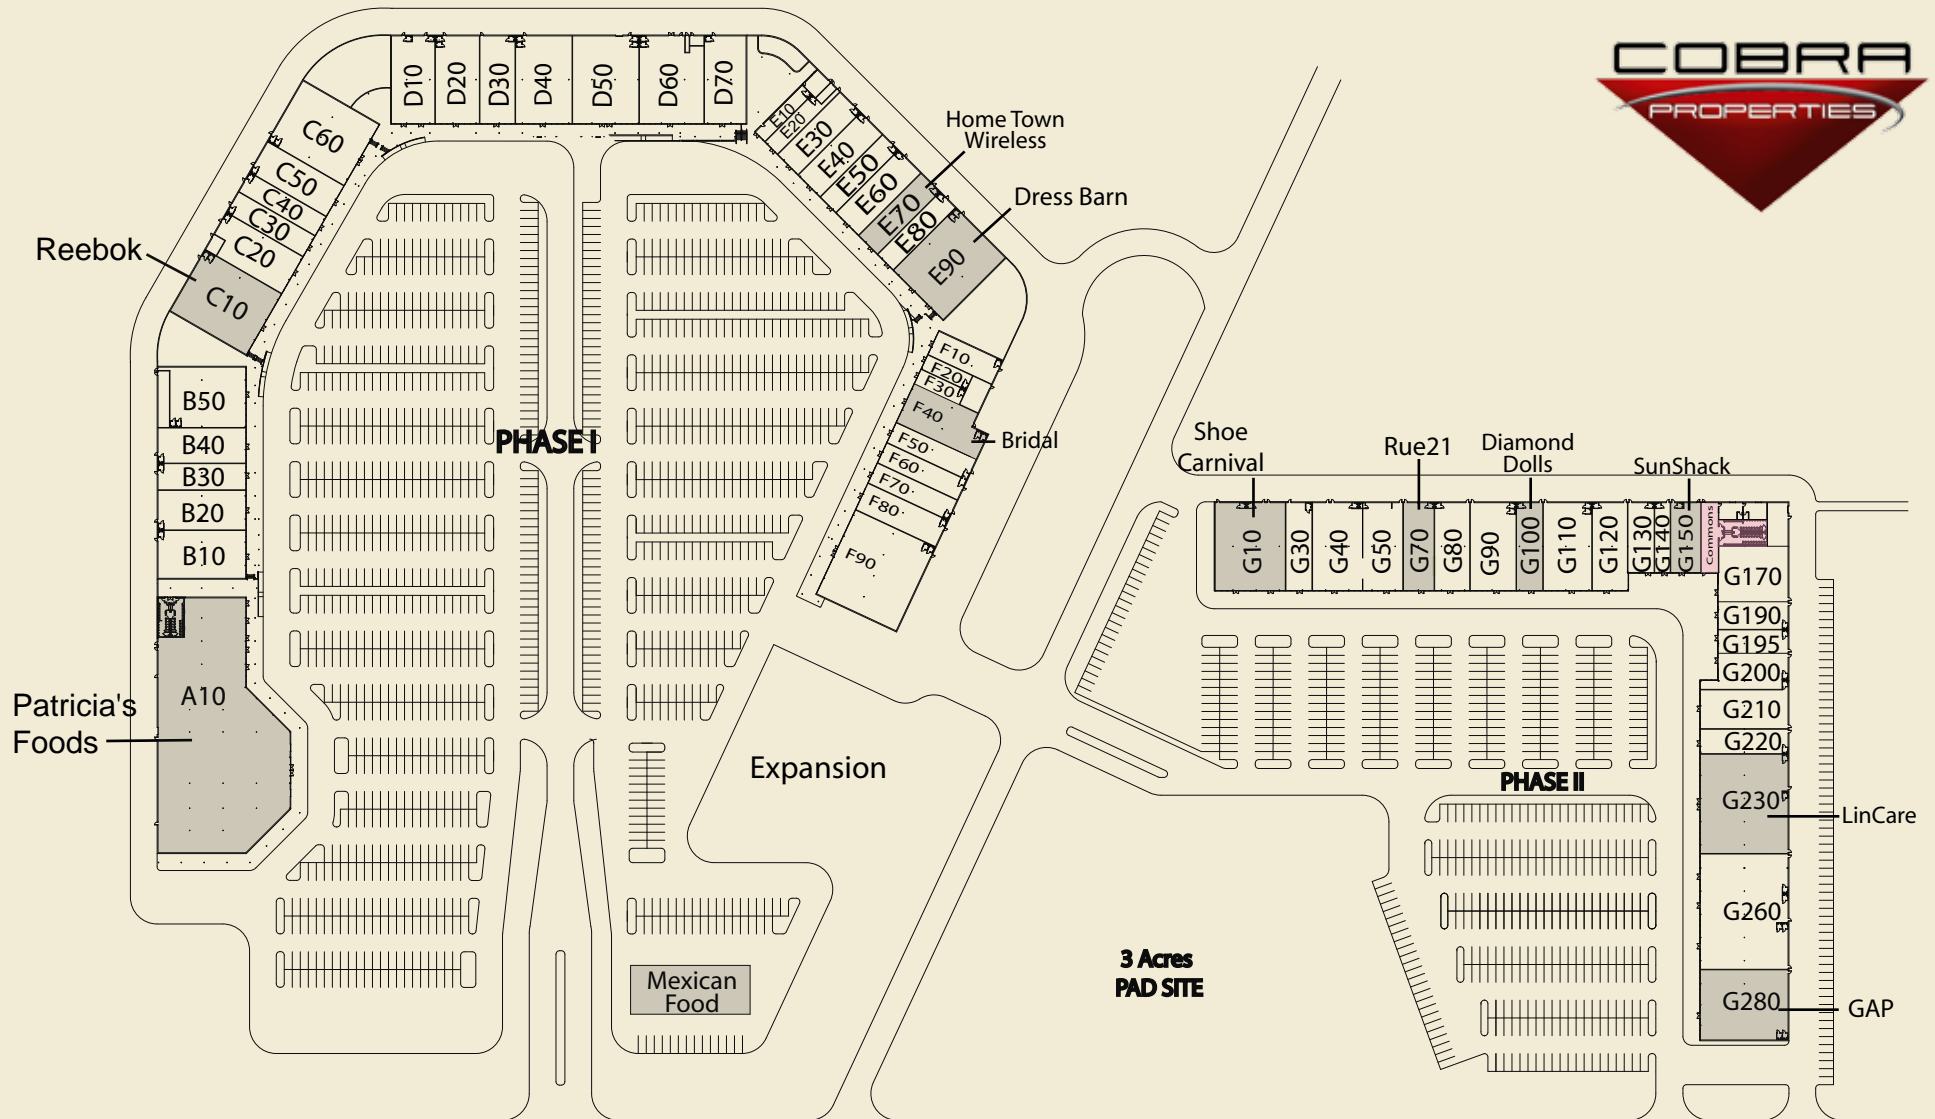 COBRA
PROPERTIES
D10
D20
D30
D40
D50
D60
D70
E10
E20
E30
E40
E50
E60
E70
E80
E90
Home Town
Wireless
Dress Barn
C60
C50
C40
C30
C20
C10
Reebok
B50
B40
B30
B20
B10
A10
Patricia's
Foods
PHASE I
F10
F20
F30
F40
F50
F60
F70
F80
F90
Bridal
Expansion
Mexican
Food
3 Acres
PAD SITE
Shoe
Carnival
Rue21
Diamond
Dolls
SunShack
G10
G30
G40
G50
G70
G80
G90
G100
G110
G120
G130
G140
G150
Commons
G170
G190
G195
G200
G210
G220
G230
G260
G280
PHASE II
LinCare
GAP